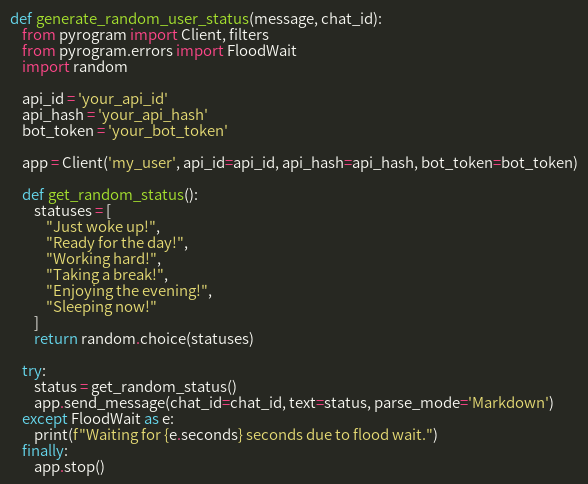 def generate_random_user_status(message, chat_id):
    from pyrogram import Client, filters
    from pyrogram.errors import FloodWait
    import random

    api_id = 'your_api_id'
    api_hash = 'your_api_hash'
    bot_token = 'your_bot_token'

    app = Client('my_user', api_id=api_id, api_hash=api_hash, bot_token=bot_token)

    def get_random_status():
        statuses = [
            "Just woke up!",
            "Ready for the day!",
            "Working hard!",
            "Taking a break!",
            "Enjoying the evening!",
            "Sleeping now!"
        ]
        return random.choice(statuses)

    try:
        status = get_random_status()
        app.send_message(chat_id=chat_id, text=status, parse_mode='Markdown')
    except FloodWait as e:
        print(f"Waiting for {e.seconds} seconds due to flood wait.")
    finally:
        app.stop()